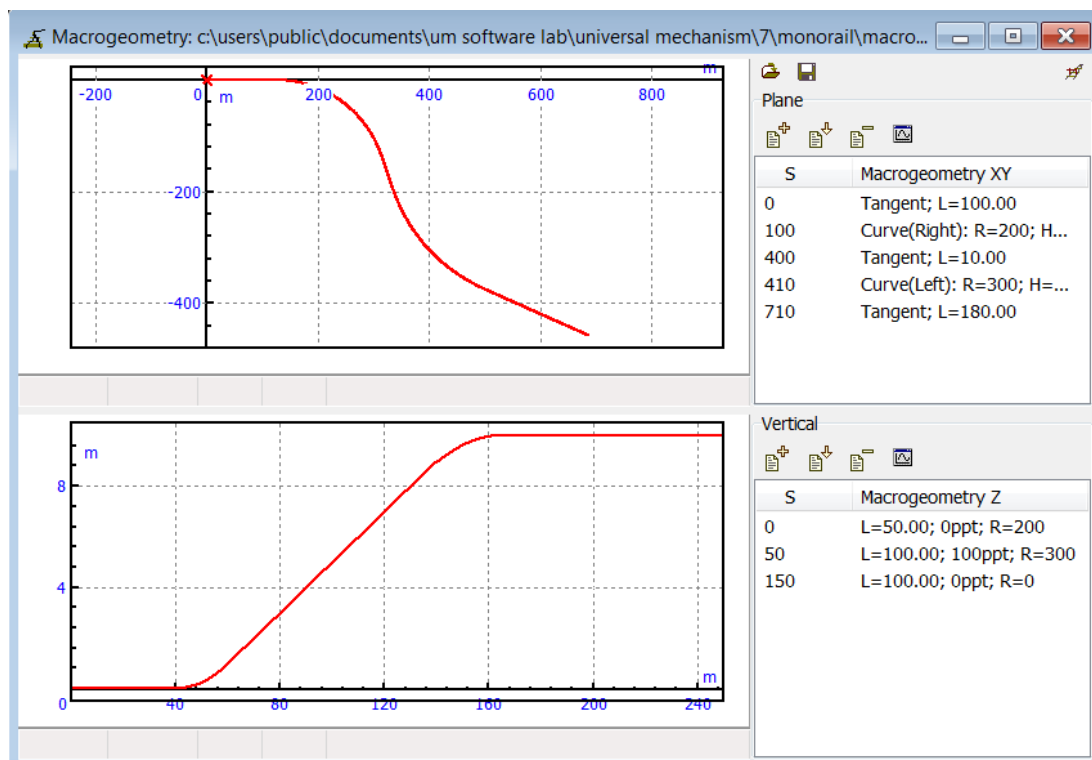 Macrogeometry: c:\users\public\documents\um software lab\universal mechanism\7\monorail\macro...
m
-200 0 m 200 400 600 800
-200
-400
Plane
S Macrogeometry XY
0 Tangent; L=100.00
100 Curve(Right): R=200; H...
400 Tangent; L=10.00
410 Curve(Left): R=300; H=...
710 Tangent; L=180.00
m
8
4
m
0 40 80 120 160 200 240
Vertical
S Macrogeometry Z
0 L=50.00; 0ppt; R=200
50 L=100.00; 100ppt; R=300
150 L=100.00; 0ppt; R=0